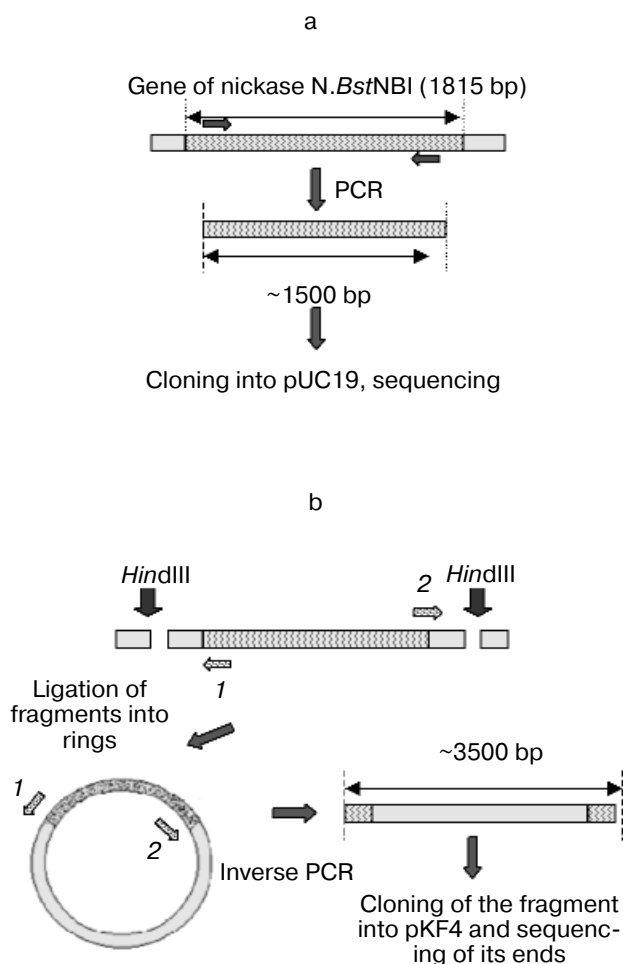 a
Gene of nickase N.BstNBI (1815 bp)
PCR
~1500 bp
Cloning into pUC19, sequencing
b
HindIII
2
HindIII
1
Ligation of
fragments into
rings
1
2
Inverse PCR
~3500 bp
Cloning of the fragment
into pKF4 and sequenc-
ing of its ends